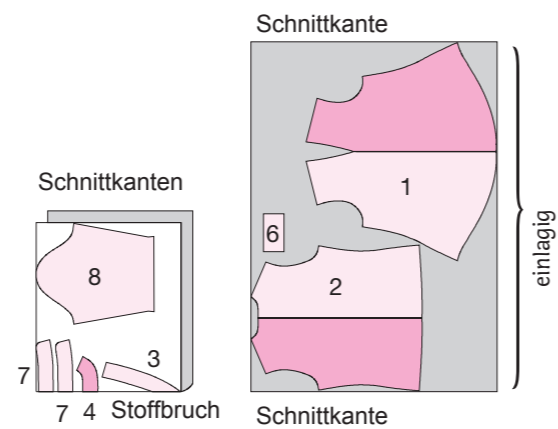 Schnittkante
1
6
2
einlagig
Schnittkante
Schnittkanten
8
3
7
7 4 Stoffbruch